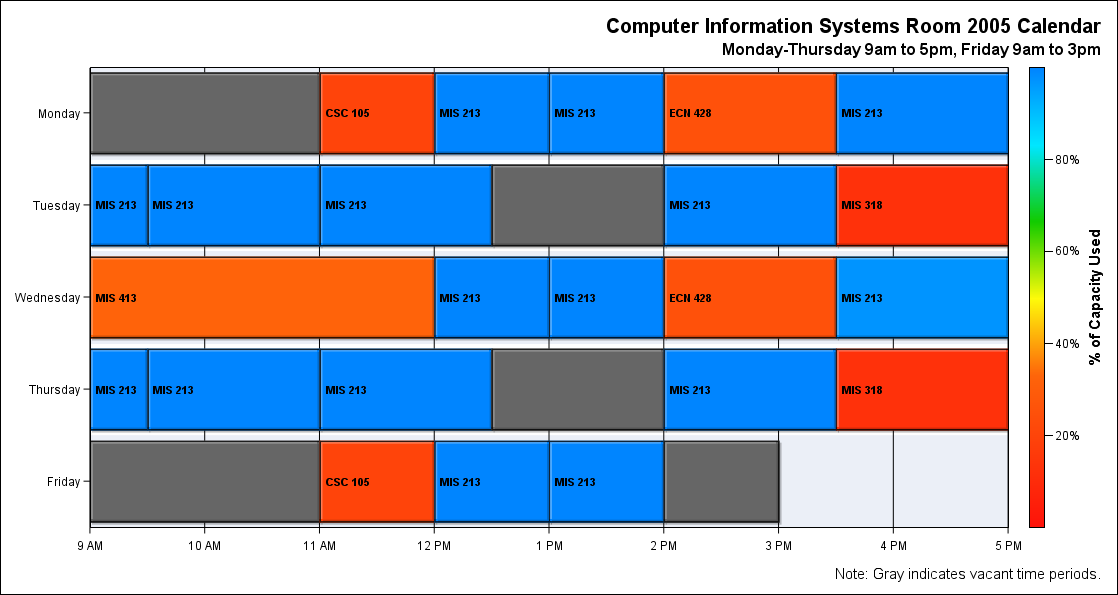 Computer Information Systems Room 2005 Calendar
Monday-Thursday 9am to 5pm, Friday 9am to 3pm
Monday CSC 105 MIS 213 MIS 213 ECN 428 MIS 213
Tuesday MIS 213 MIS 213 MIS 213 MIS 213 MIS 318
Wednesday MIS 413 MIS 213 MIS 213 ECN 428 MIS 213
Thursday MIS 213 MIS 213 MIS 213 MIS 213 MIS 318
Friday CSC 105 MIS 213 MIS 213
9 AM 10 AM 11 AM 12 PM 1 PM 2 PM 3 PM 4 PM 5 PM
80%
60%
40%
20%
% of Capacity Used
Note: Gray indicates vacant time periods.